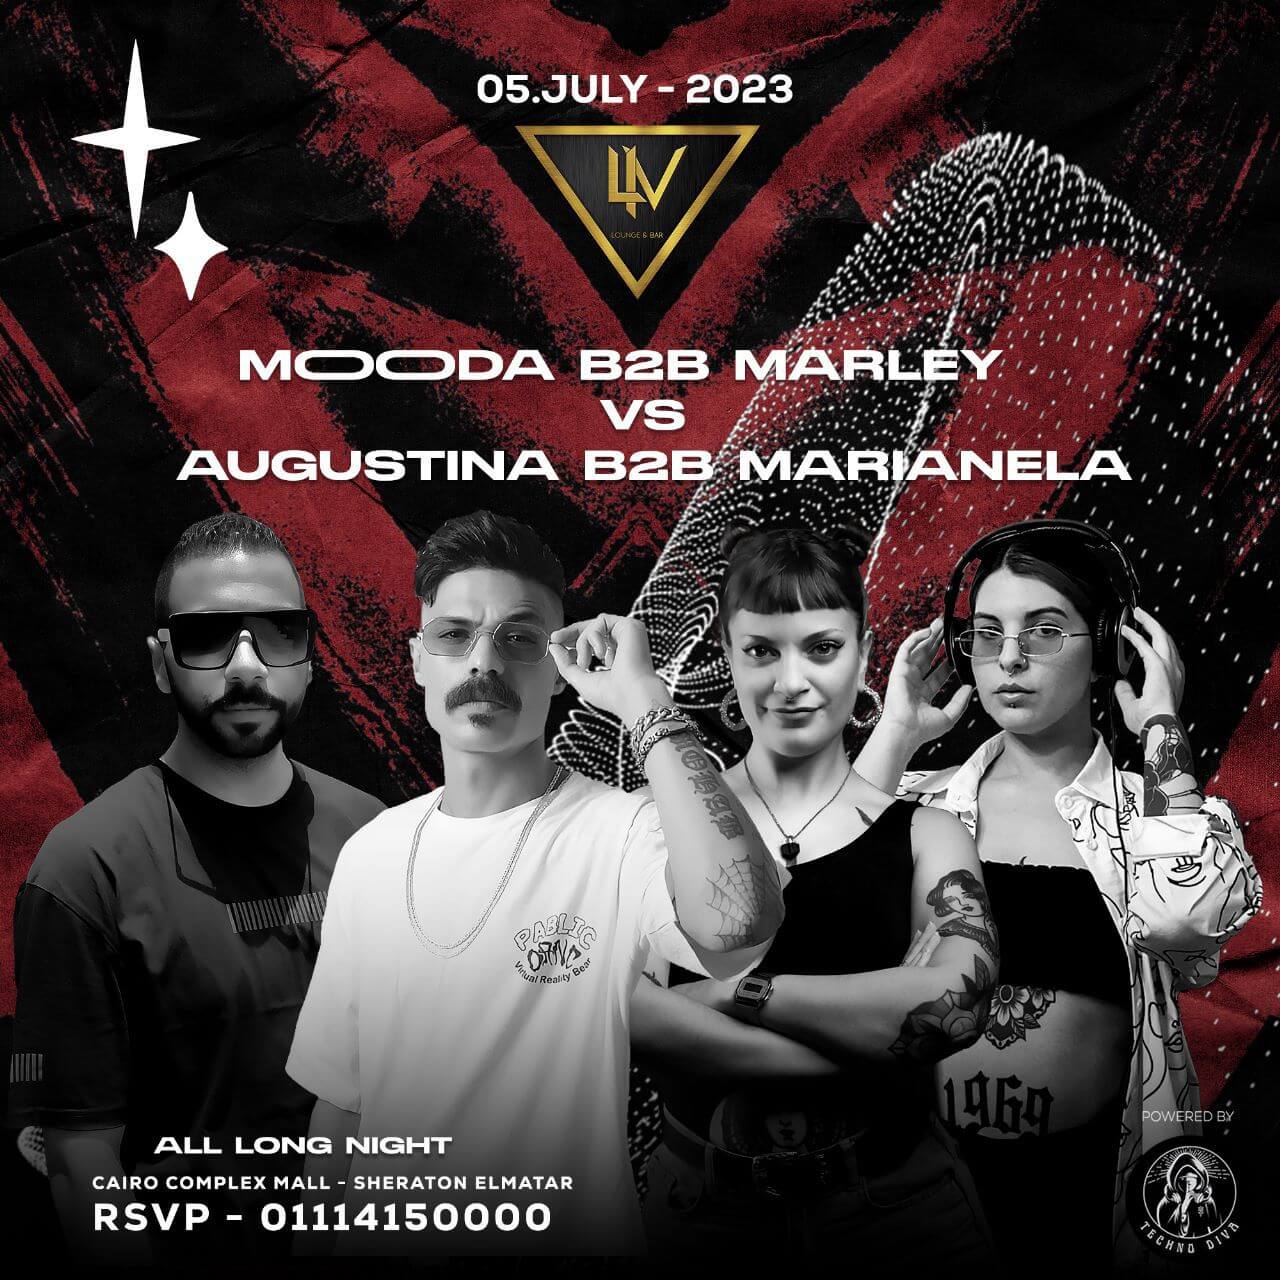 05.JULY - 2023
LIV
LOUNGE & BAR
MOODA B2B MARLEY
VS
AUGUSTINA B2B MARIANELA
PABLIC
Virtual Reality Bear
1969
POWERED BY
TECHNO DIVA
ALL LONG NIGHT
CAIRO COMPLEX MALL - SHERATON ELMATAR
RSVP - 01114150000